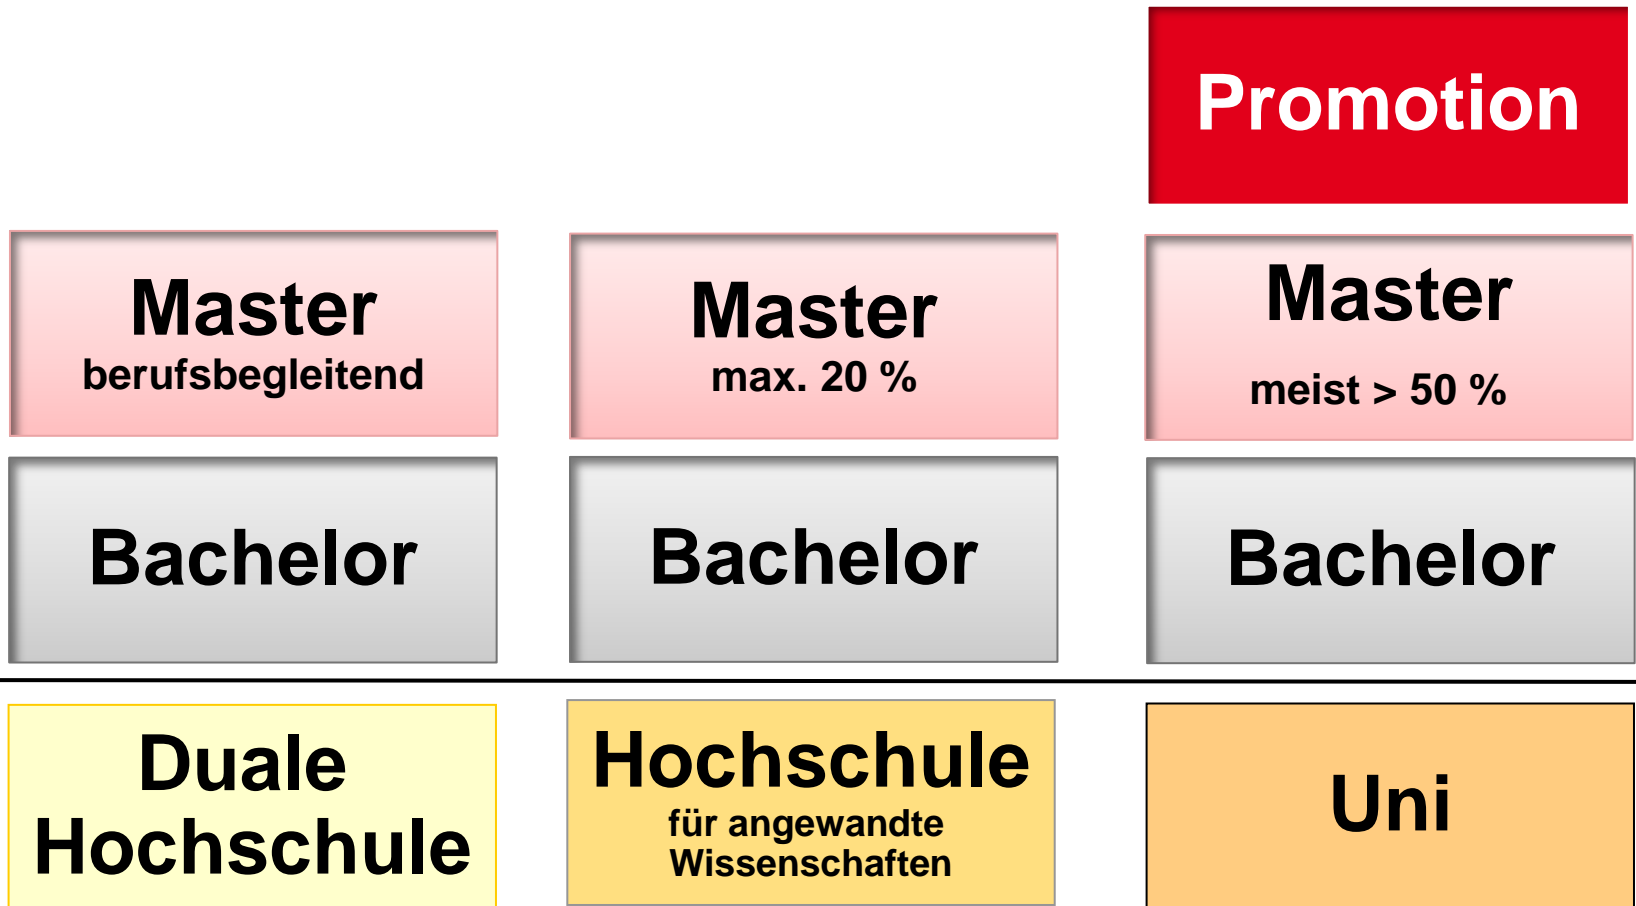 Promotion
Master
berufsbegleitend
Master
max. 20 %
Master
meist > 50 %
Bachelor
Bachelor
Bachelor
Duale
Hochschule
Hochschule
für angewandte
Wissenschaften
Uni